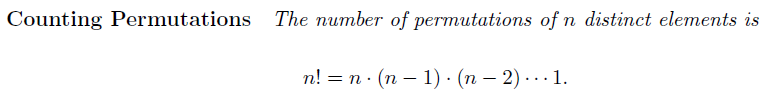 Counting Permutations The number of permutations of n distinct elements is
n! = n · (n − 1) · (n − 2) · · · 1.